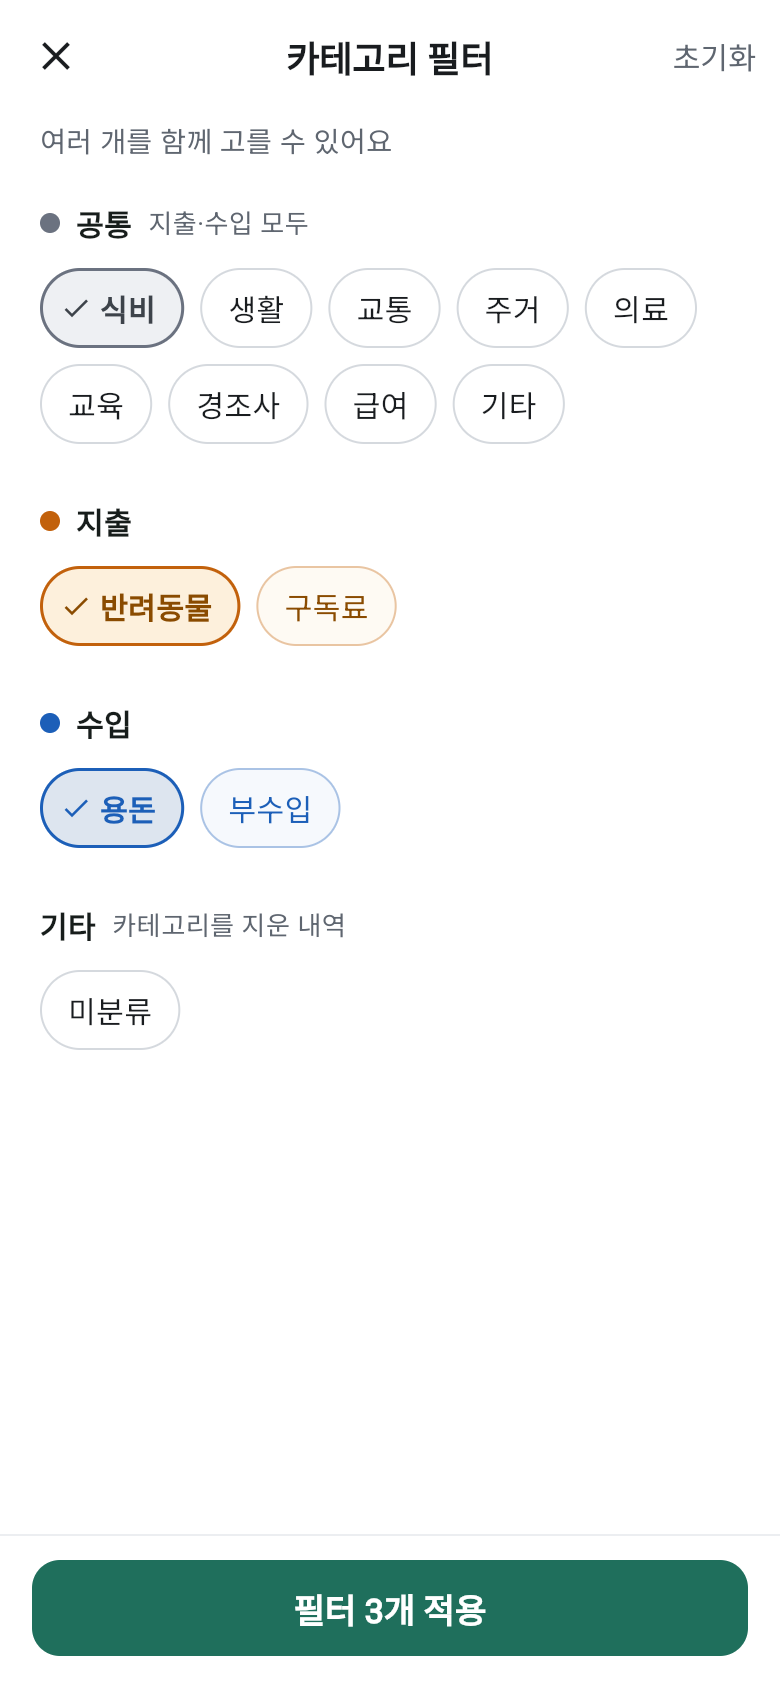 카테고리 필터 초기화
여러 개를 함께 고를 수 있어요
공통 지출·수입 모두
식비 생활 교통 주거 의료
교육 경조사 급여 기타
지출
반려동물 구독료
수입
용돈 부수입
기타 카테고리를 지운 내역
미분류
필터 3개 적용